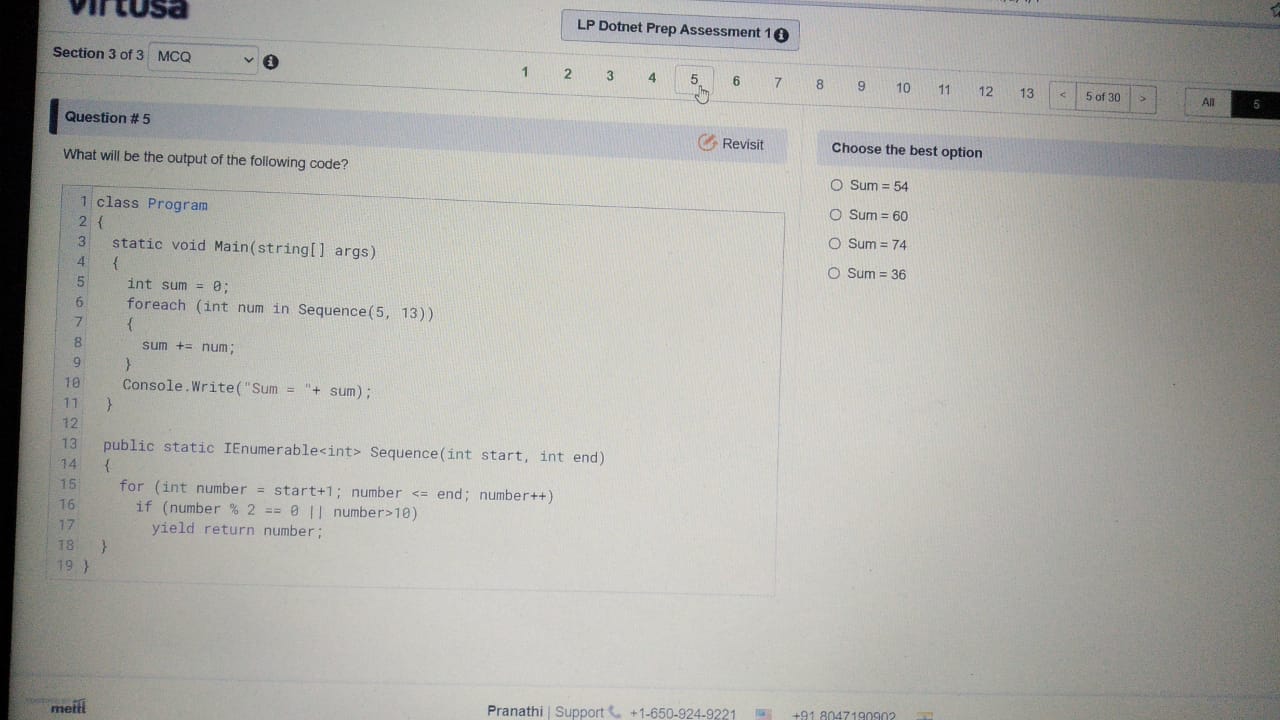 virtusa
LP Dotnet Prep Assessment 1
Section 3 of 3 MCQ
1 2 3 4 5 6 7 8 9 10 11 12 13 < 5 of 30 > All 5
Question # 5
Revisit
What will be the output of the following code?
1 class Program
2 {
3 static void Main(string[] args)
4 {
5 int sum = 0;
6 foreach (int num in Sequence(5, 13))
7 {
8 sum += num;
9 }
10 Console.Write("Sum = "+ sum);
11 }
12
13 public static IEnumerable<int> Sequence(int start, int end)
14 {
15 for (int number = start+1; number <= end; number++)
16 if (number % 2 == 0 || number>10)
17 yield return number;
18 }
19 }
Choose the best option
Sum = 54
Sum = 60
Sum = 74
Sum = 36
mettl
Pranathi | Support +1-650-924-9221 +91 8047190902